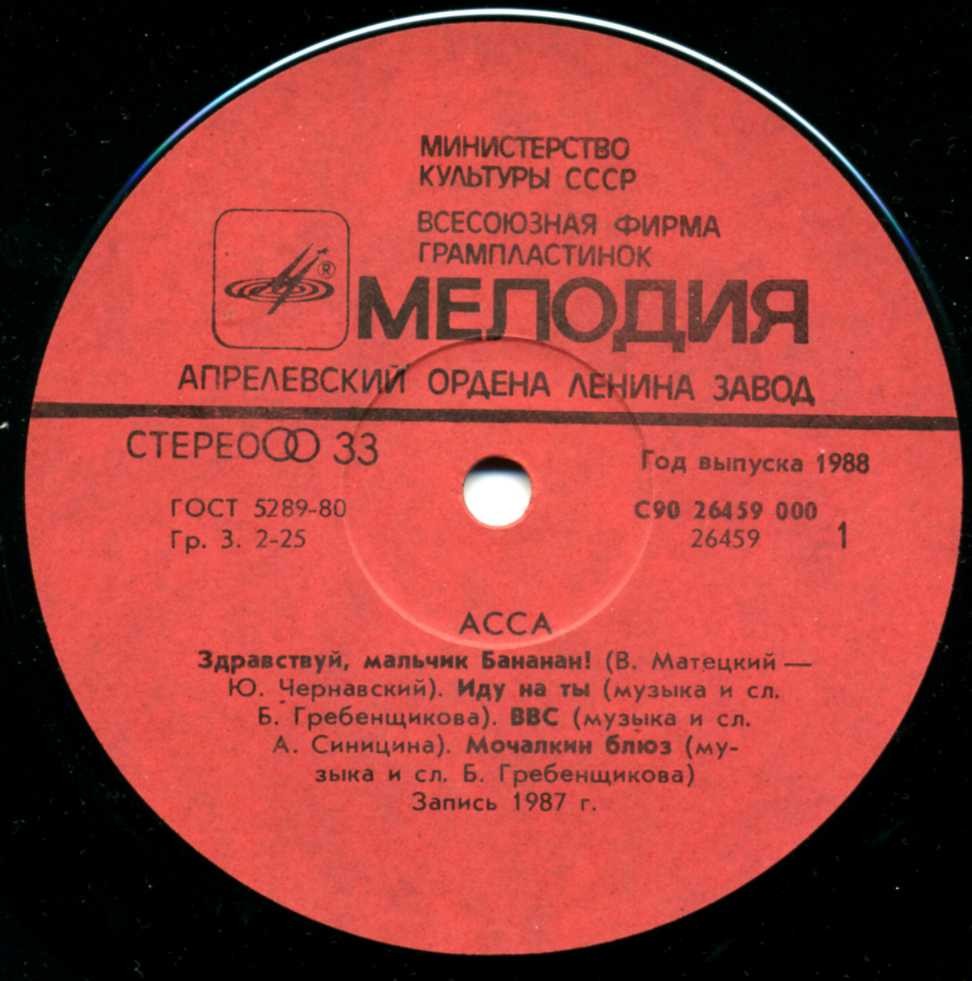 МИНИСТЕРСТВО
КУЛЬТУРЫ СССР
ВСЕСОЮЗНАЯ ФИРМА
ГРАМПЛАСТИНОК
®
МЕЛОДИЯ
АПРЕЛЕВСКИЙ ОРДЕНА ЛЕНИНА ЗАВОД
СТЕРЕО 33
Год выпуска 1988
ГОСТ 5289-80
С90 26459 000
Гр. 3. 2-25
26459 1
АССА
Здравствуй, мальчик Бананан! (В. Матецкий —
Ю. Чернавский). Иду на ты (музыка и сл.
Б. Гребенщикова). ВВС (музыка и сл.
А. Синицина). Мочалкин блюз (му-
зыка и сл. Б. Гребенщикова)
Запись 1987 г.